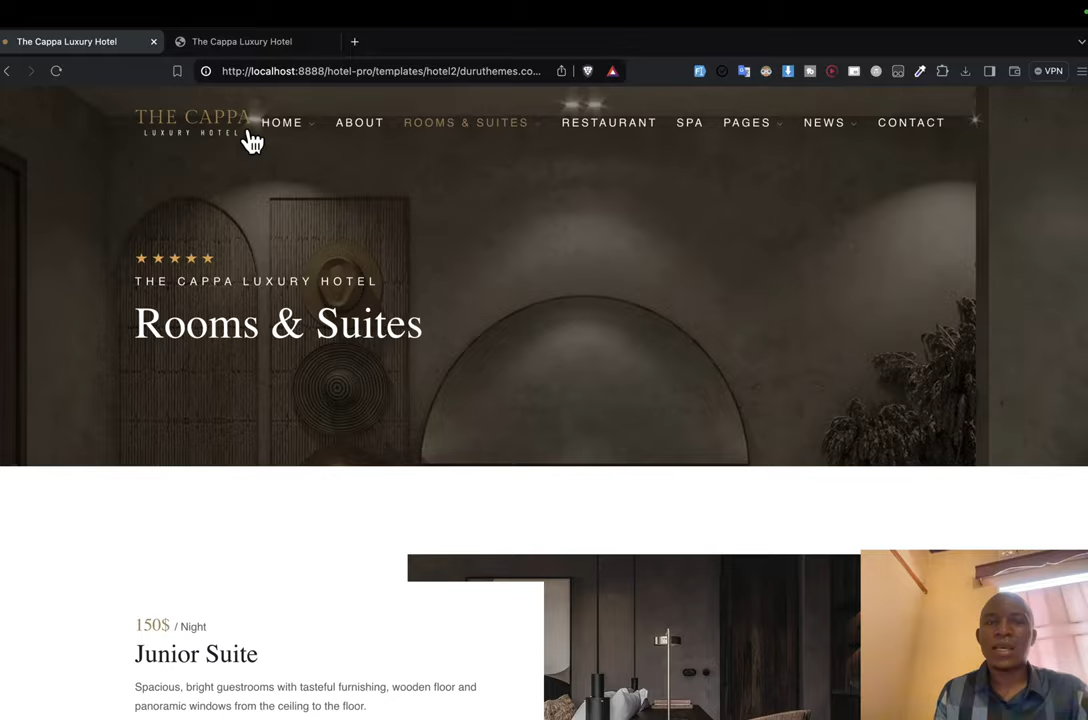 The Cappa Luxury Hotel
The Cappa Luxury Hotel
http://localhost:8888/hotel-pro/templates/hotel2/duruthemes.co...
VPN
THE CAPPA
LUXURY HOTEL
HOME
ABOUT
ROOMS & SUITES
RESTAURANT
SPA
PAGES
NEWS
CONTACT
THE CAPPA LUXURY HOTEL
Rooms & Suites
150$ / Night
Junior Suite
Spacious, bright guestrooms with tasteful furnishing, wooden floor and
panoramic windows from the ceiling to the floor.